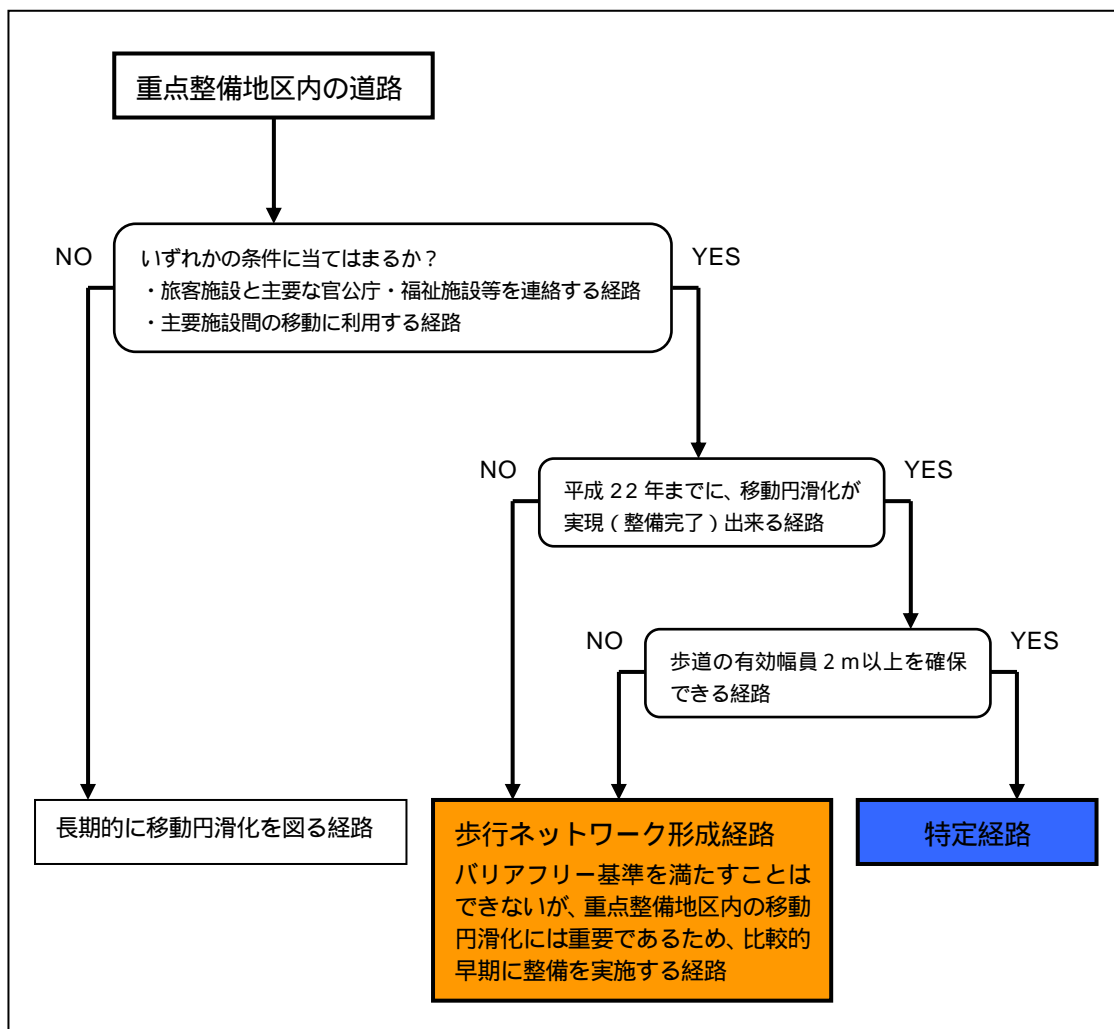 重点整備地区内の道路
NO
YES
いずれかの条件に当てはまるか？
・旅客施設と主要な官公庁・福祉施設等を連絡する経路
・主要施設間の移動に利用する経路
NO
YES
平成２２年までに、移動円滑化が
実現（整備完了）出来る経路
NO
YES
歩道の有効幅員２ｍ以上を確保
できる経路
長期的に移動円滑化を図る経路
歩行ネットワーク形成経路
バリアフリー基準を満たすことは
できないが、重点整備地区内の移動
円滑化には重要であるため、比較的
早期に整備を実施する経路
特定経路